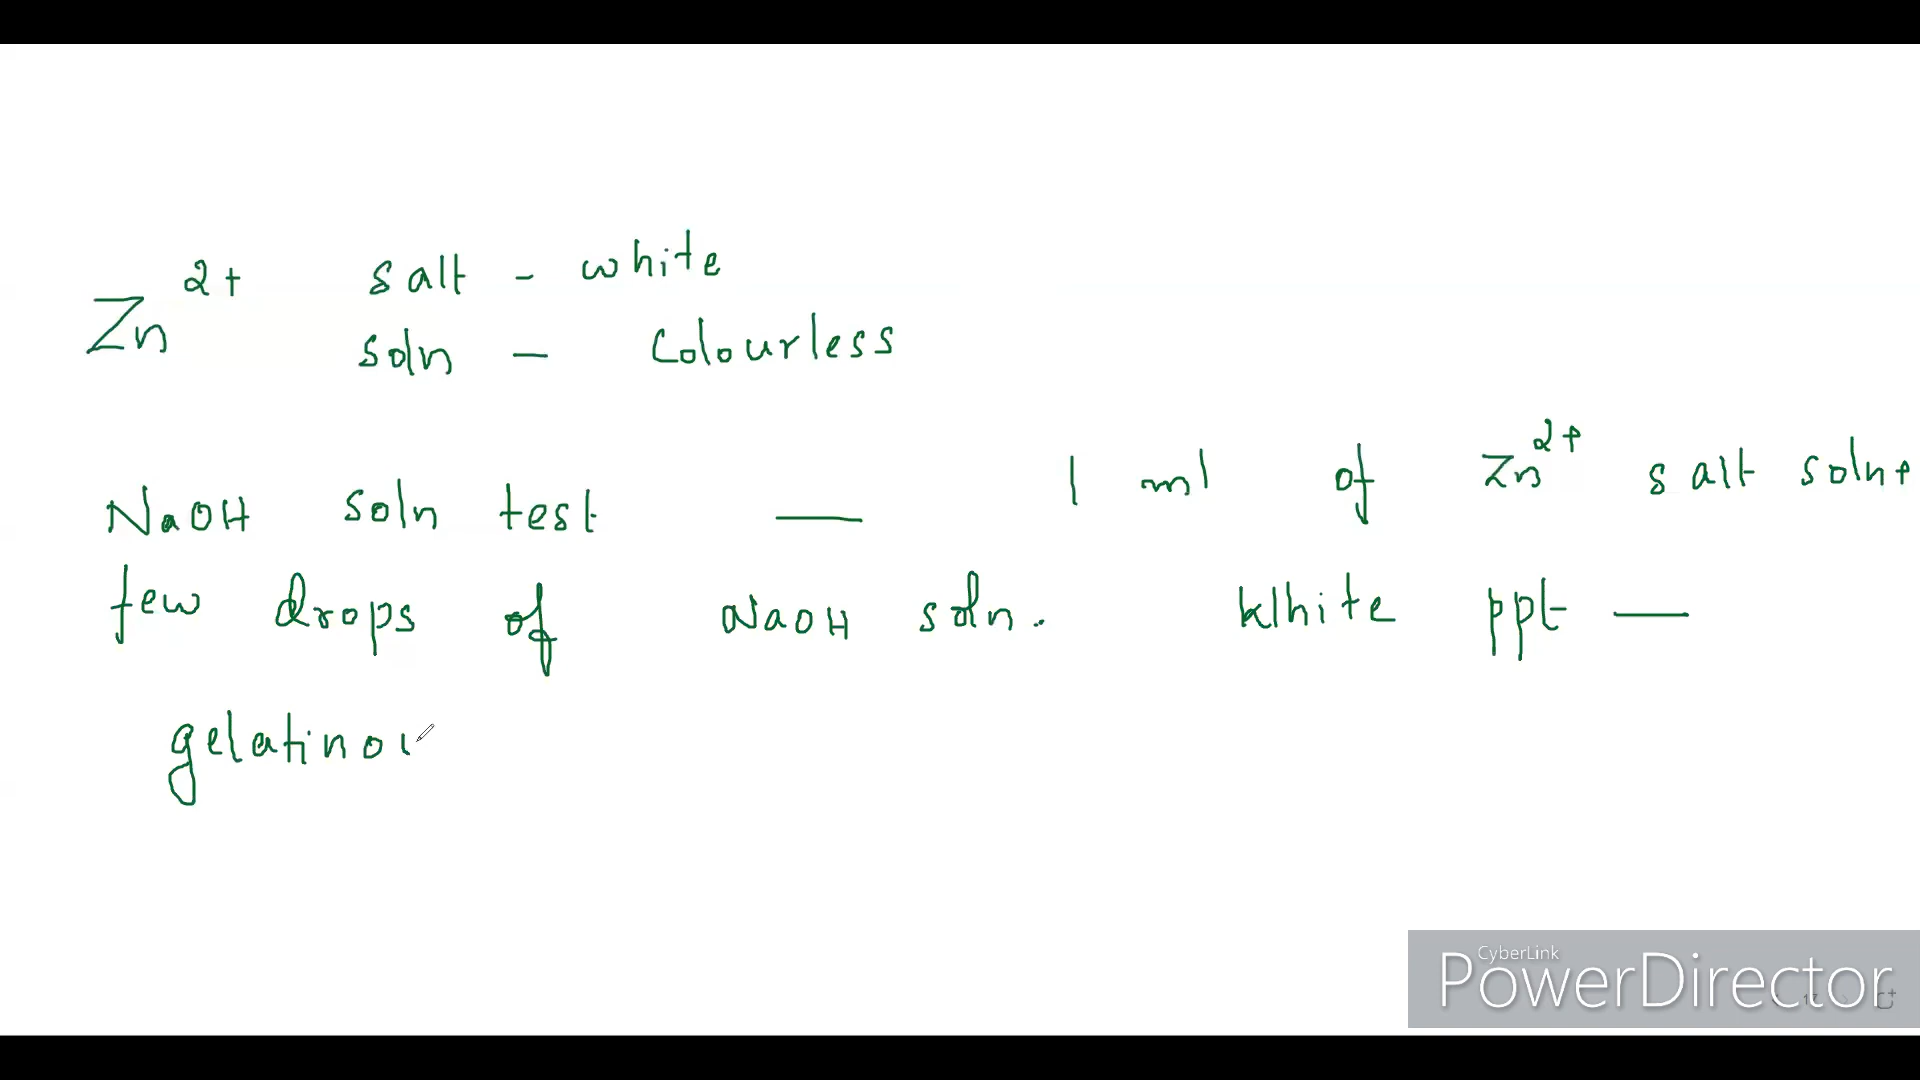 Zn2+ salt - white
soln - Colourless
NaOH soln test — 1 ml of Zn2+ salt soln +
few drops of NaOH soln. White ppt —
gelatinou
CyberLink
PowerDirector